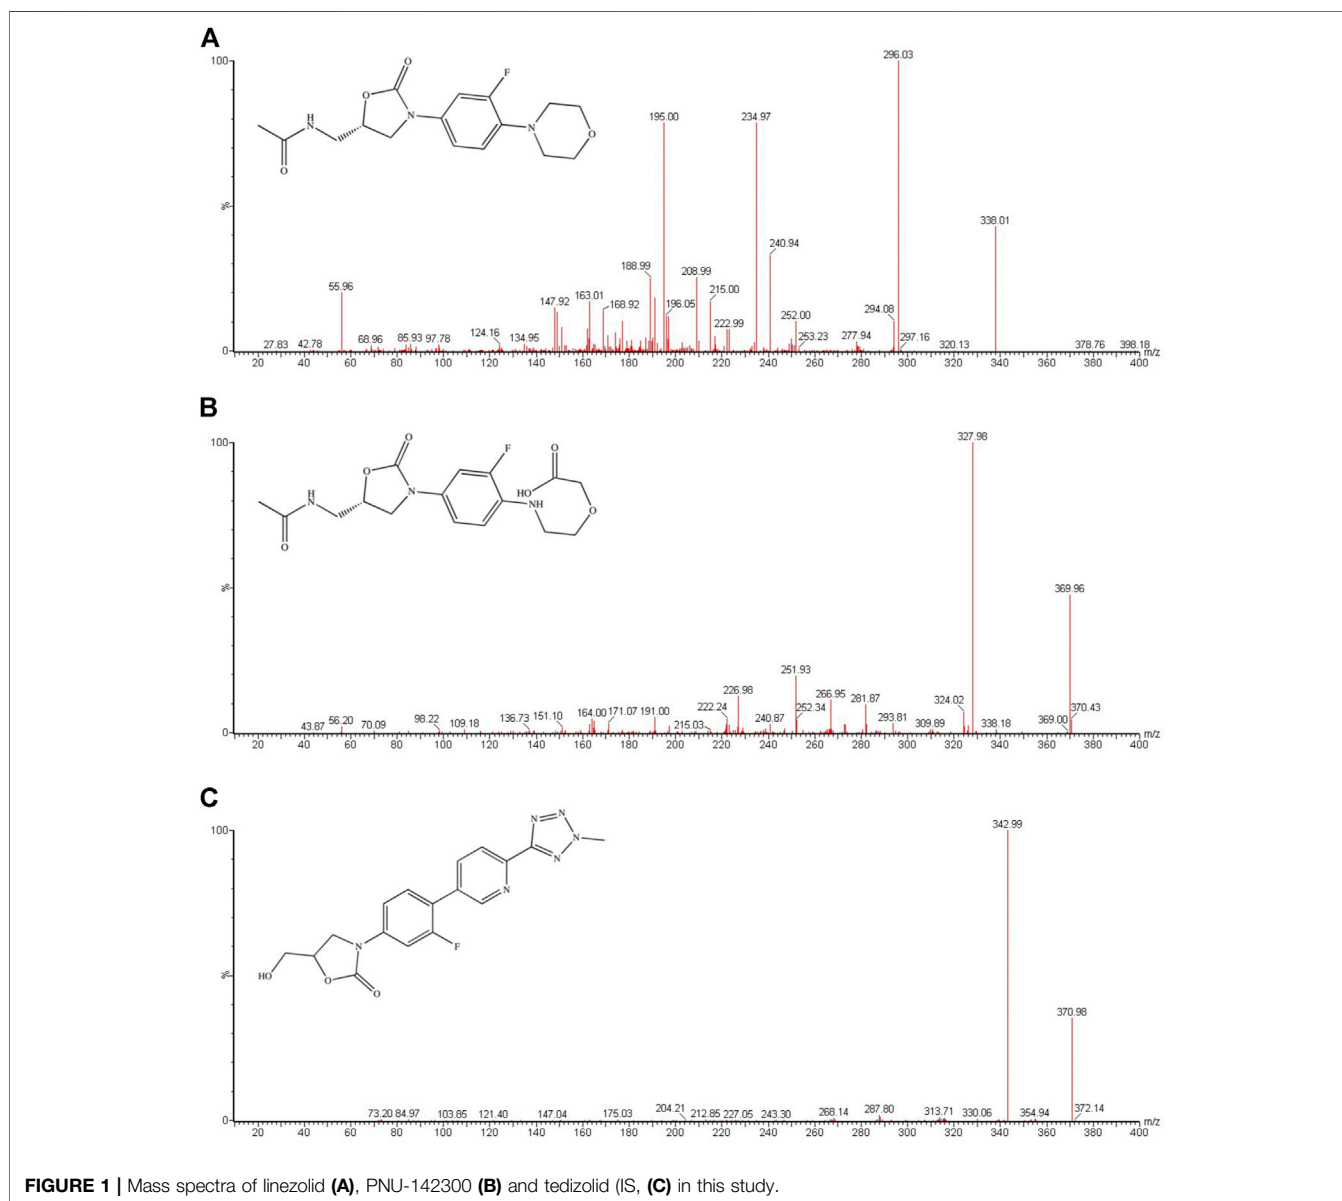 A
100
%
0
296.03
195.00
234.97
338.01
240.94
188.99
208.99
215.00
55.96
147.92
163.01
168.92
196.05
222.99
252.00
294.08
27.83
42.78
68.96
85.93
97.78
124.16
134.95
253.23
277.94
297.16
320.13
378.76
398.18
O
O
F
N
H
N
O
N
O
20 40 60 80 100 120 140 160 180 200 220 240 260 280 300 320 340 360 380 400
m/z
B
100
%
0
327.98
369.96
251.93
226.98
266.95
281.87
324.02
43.87
56.20
70.09
98.22
109.18
136.73
151.10
164.00
171.07
191.00
215.03
222.24
240.87
252.34
293.81
309.89
338.18
369.00
370.43
O
O
F
O
HO
N
H
N
NH
O
O
20 40 60 80 100 120 140 160 180 200 220 240 260 280 300 320 340 360 380 400
m/z
C
100
%
0
342.99
370.98
73.20
84.97
103.85
121.40
147.04
175.03
204.21
212.85
227.05
243.30
268.14
287.80
313.71
330.06
354.94
372.14
N
N
N
N
N
F
N
HO
O
O
20 40 60 80 100 120 140 160 180 200 220 240 260 280 300 320 340 360 380 400
m/z
FIGURE 1 | Mass spectra of linezolid (A), PNU-142300 (B) and tedizolid (IS, (C) in this study.